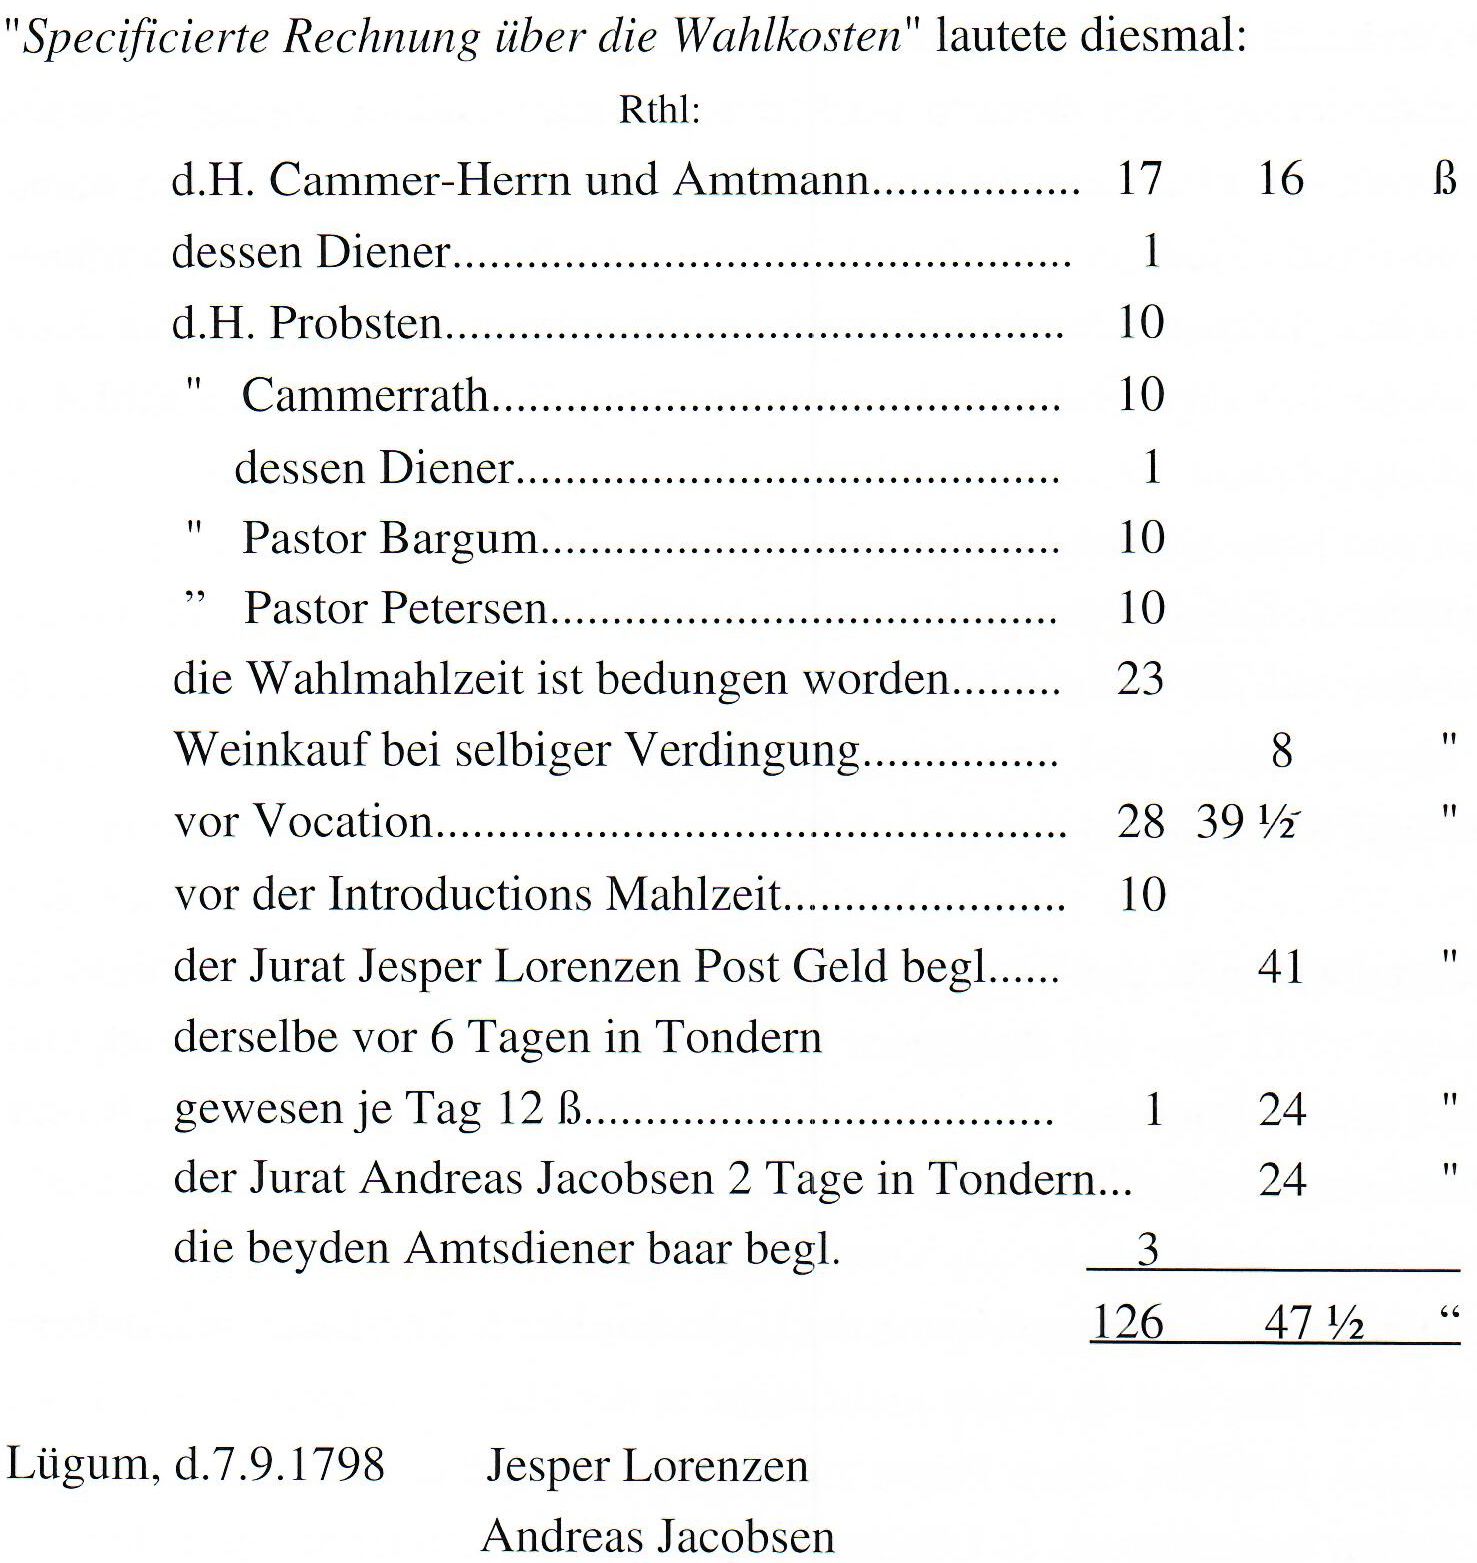 "Specificierte Rechnung über die Wahlkosten" lautete diesmal:
Rthl:
d.H. Cammer-Herrn und Amtmann................. 17 16 ß
dessen Diener.................................................. 1
d.H. Probsten.................................................. 10
" Cammerrath.............................................. 10
dessen Diener............................................ 1
" Pastor Bargum.......................................... 10
” Pastor Petersen......................................... 10
die Wahlmahlzeit ist bedungen worden......... 23
Weinkauf bei selbiger Verdingung................ 8 "
vor Vocation................................................... 28 39 ½ "
vor der Introductions Mahlzeit....................... 10
der Jurat Jesper Lorenzen Post Geld begl...... 41 "
derselbe vor 6 Tagen in Tondern
gewesen je Tag 12 ß...................................... 1 24 "
der Jurat Andreas Jacobsen 2 Tage in Tondern... 24 "
die beyden Amtsdiener baar begl. 3
126 47 ½ “
Lügum, d.7.9.1798 Jesper Lorenzen
Andreas Jacobsen